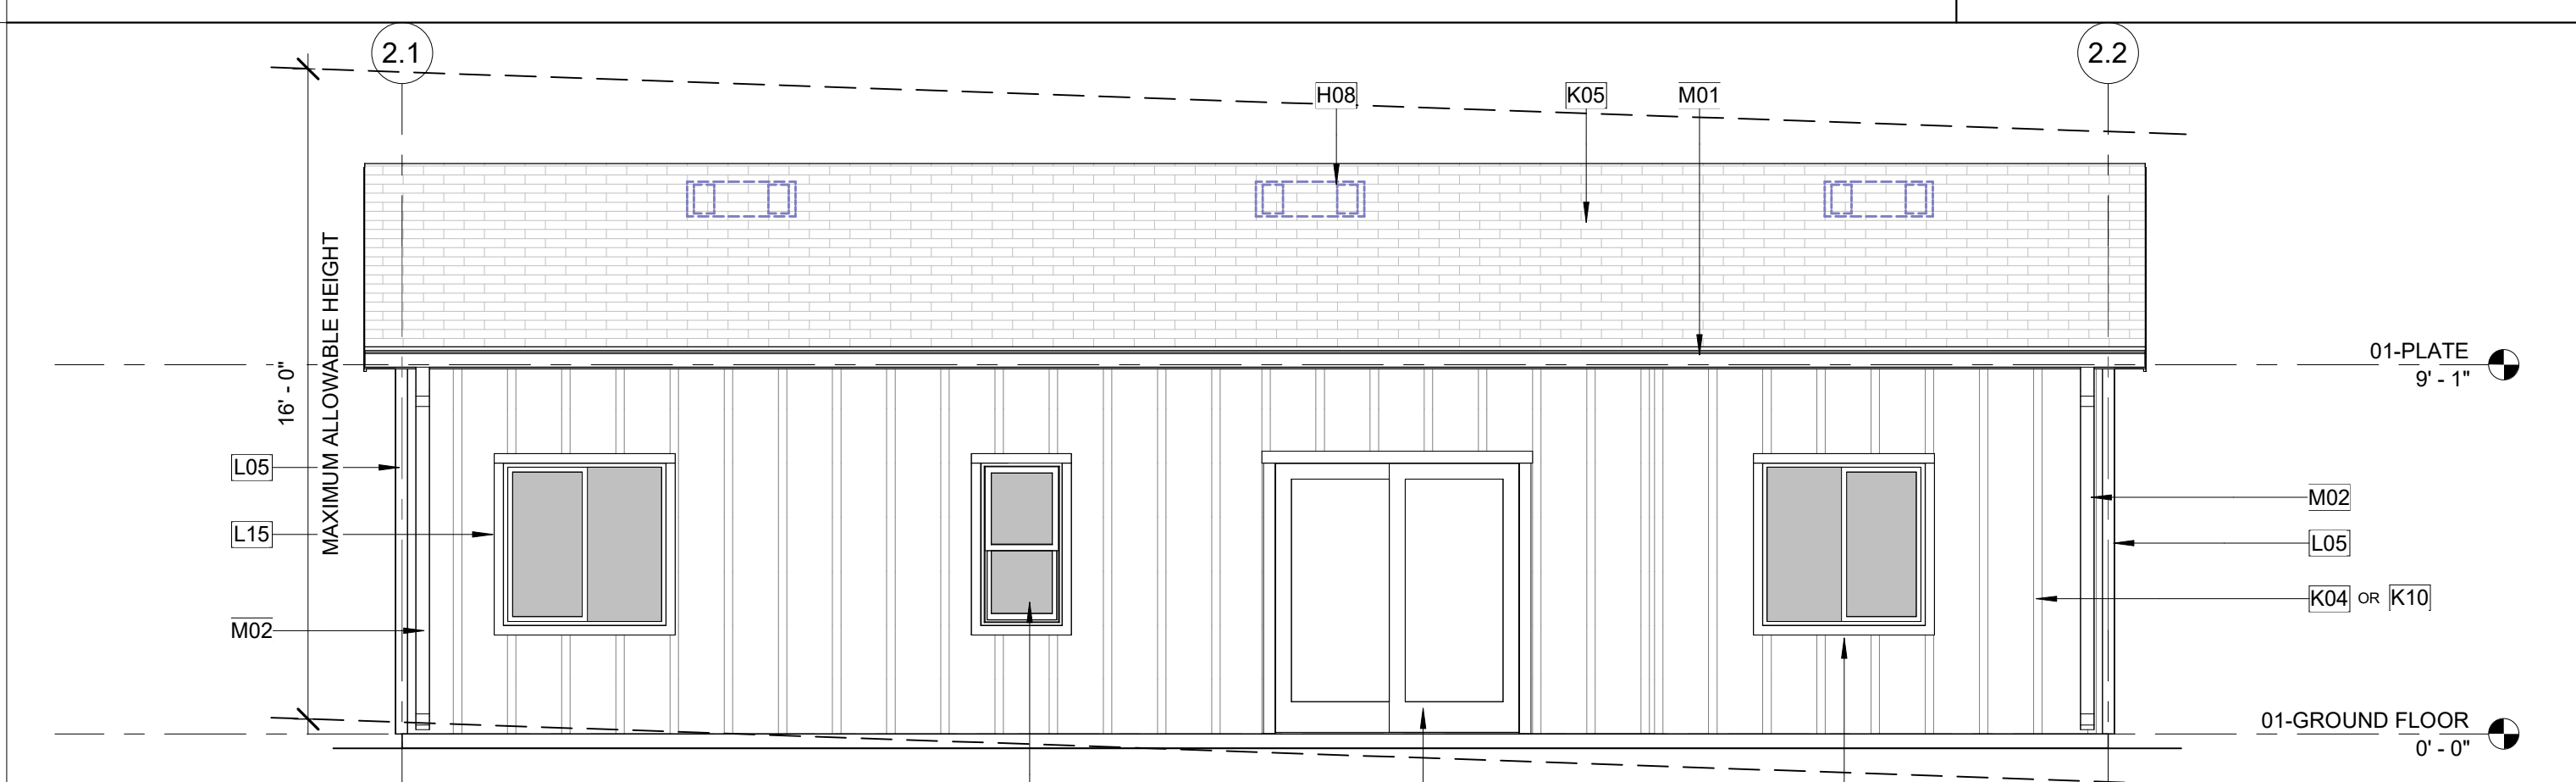 2.1
2.2
H08
K05
M01
16' - 0"
MAXIMUM ALLOWABLE HEIGHT
01-PLATE
9' - 1"
L05
L15
M02
M02
L05
K04 OR K10
01-GROUND FLOOR
0' - 0"